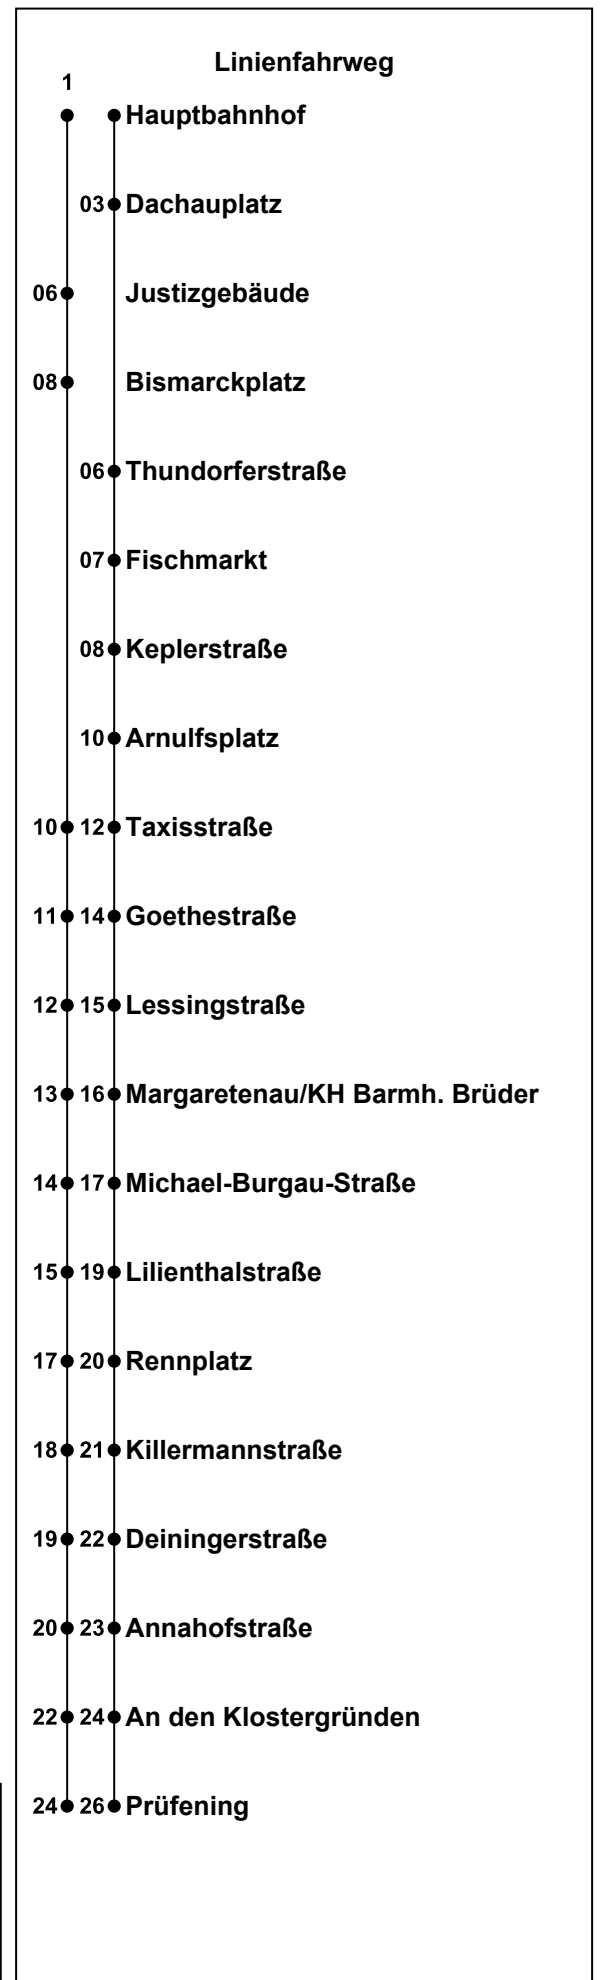 Linienfahrweg
1
Hauptbahnhof
03 Dachauplatz
06 Justizgebäude
08 Bismarckplatz
06 Thundorferstraße
07 Fischmarkt
08 Keplerstraße
10 Arnulfsplatz
10 12 Taxisstraße
11 14 Goethestraße
12 15 Lessingstraße
13 16 Margaretenau/KH Barmh. Brüder
14 17 Michael-Burgau-Straße
15 19 Lilienthalstraße
17 20 Rennplatz
18 21 Killermannstraße
19 22 Deiningerstraße
20 23 Annahofstraße
22 24 An den Klostergründen
24 26 Prüfening